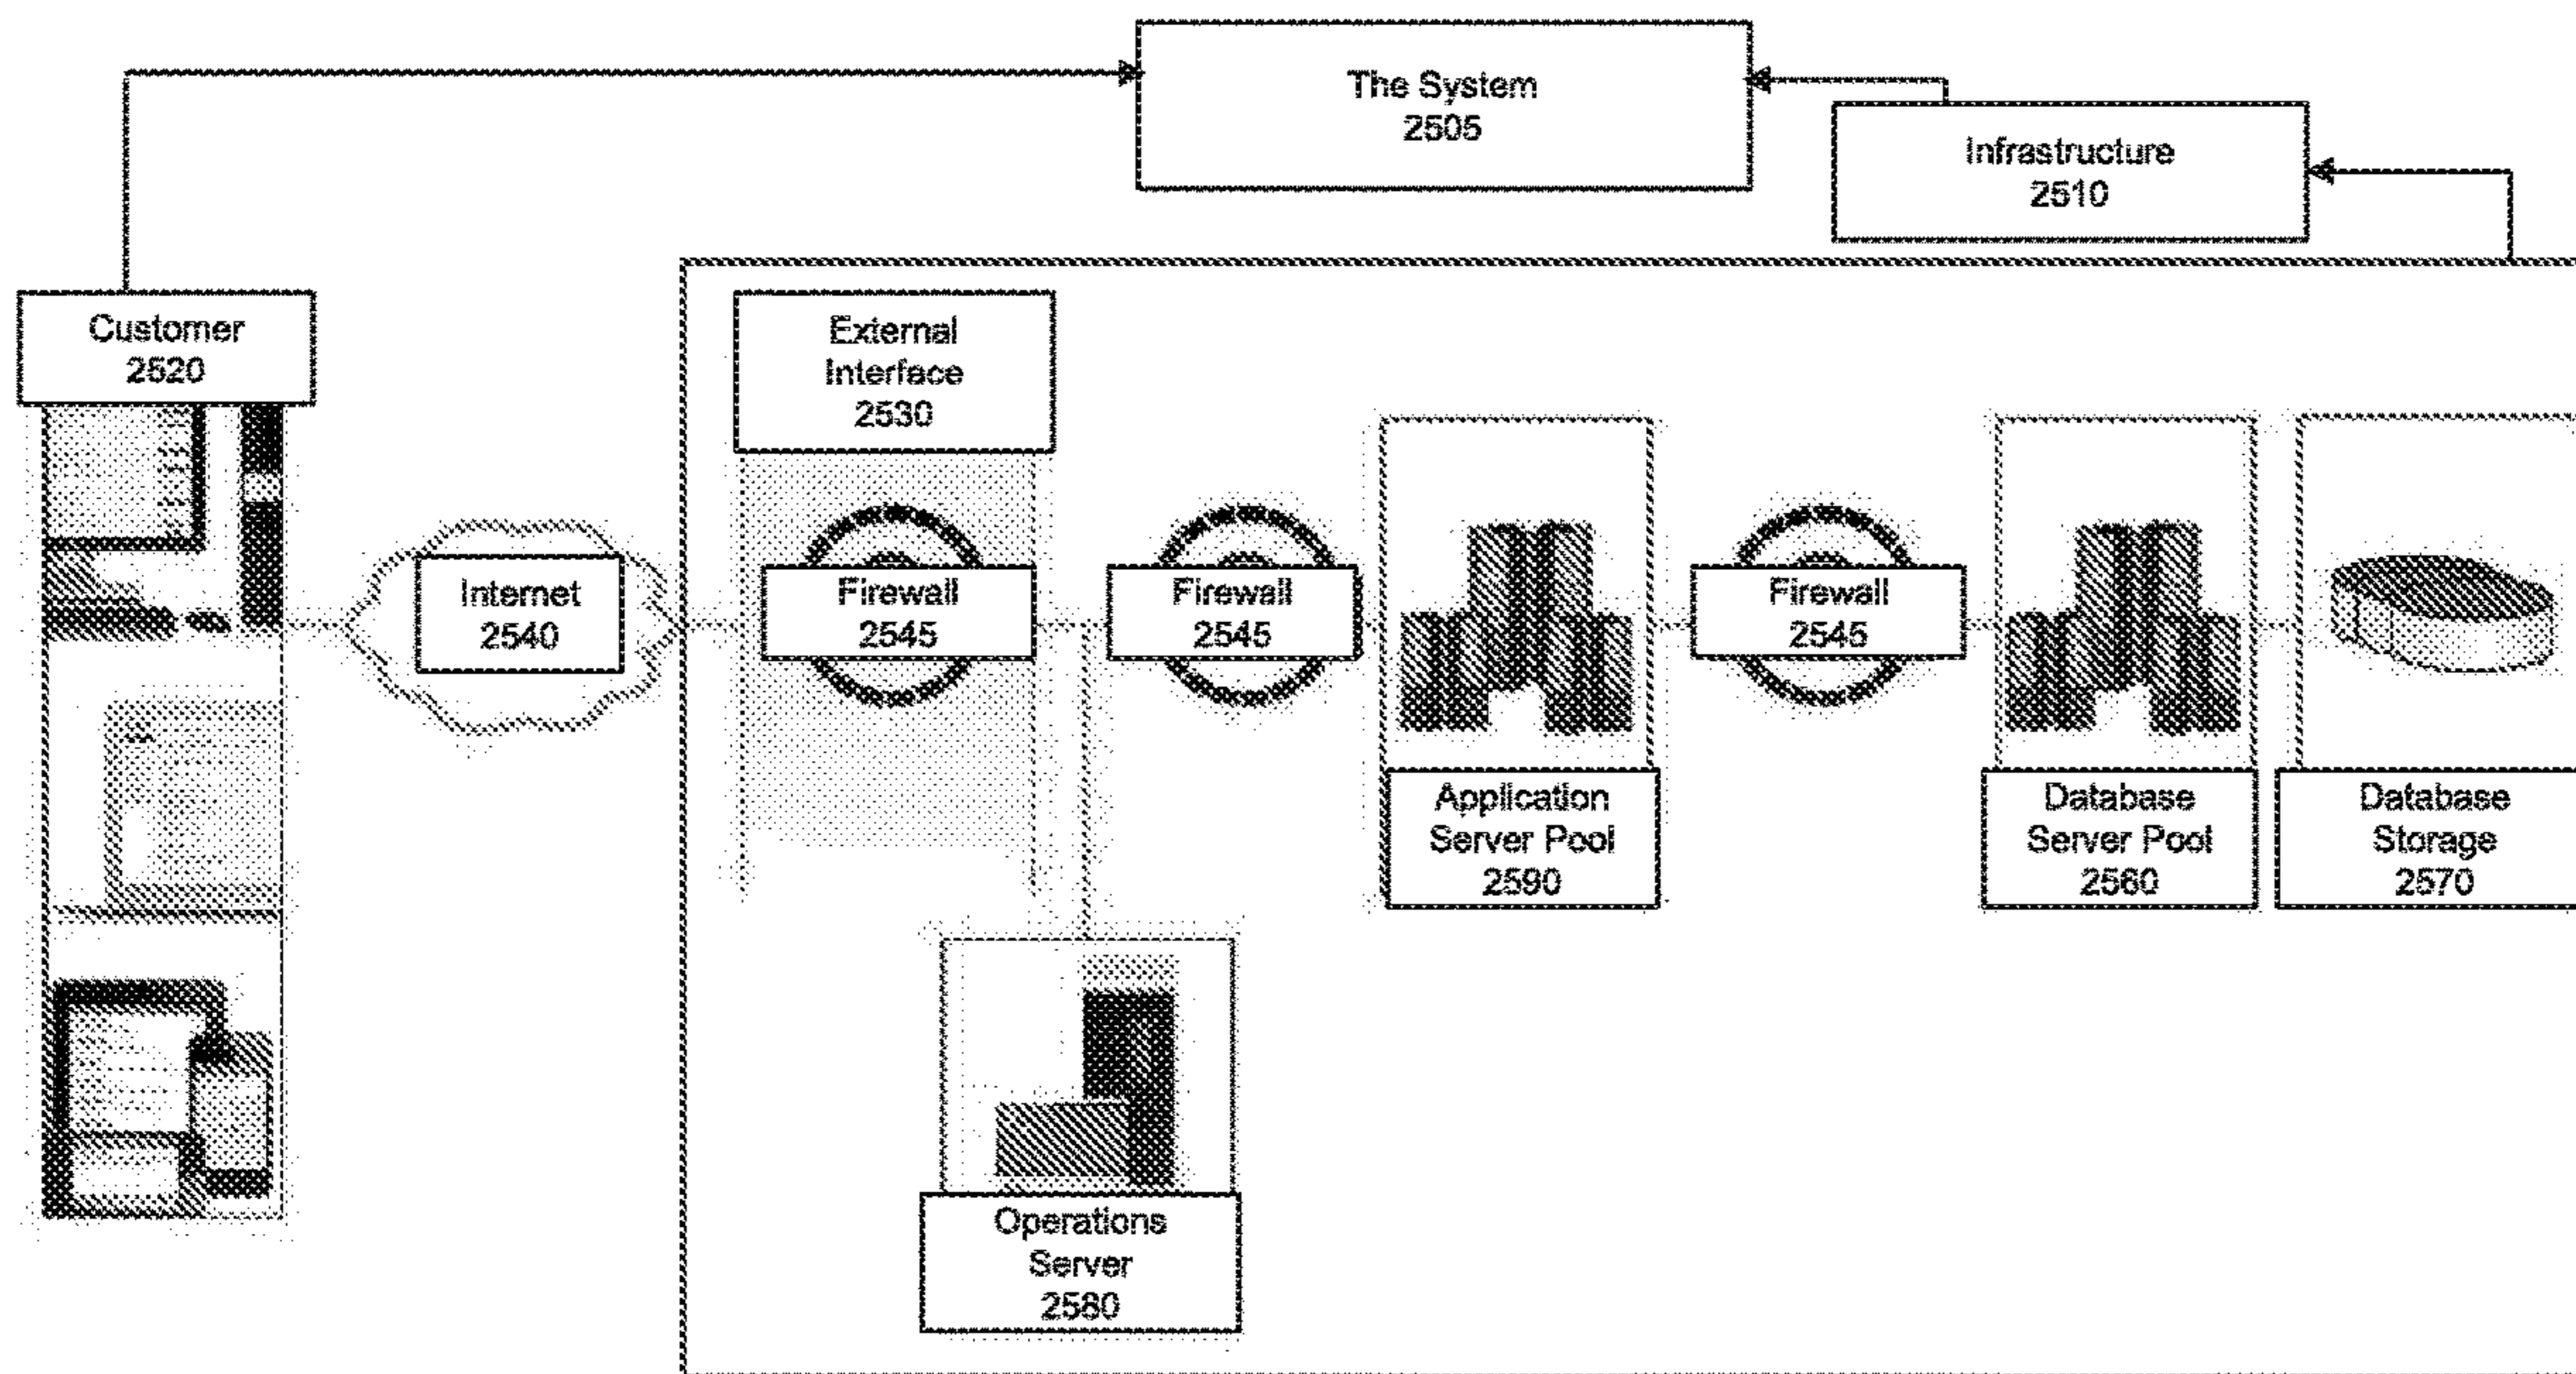 The System
2505
Infrastructure
2510
Customer
2520
External
Interface
2530
Internet
2540
Firewall
2545
Firewall
2545
Firewall
2545
Application
Server Pool
2590
Database
Server Pool
2560
Database
Storage
2570
Operations
Server
2580